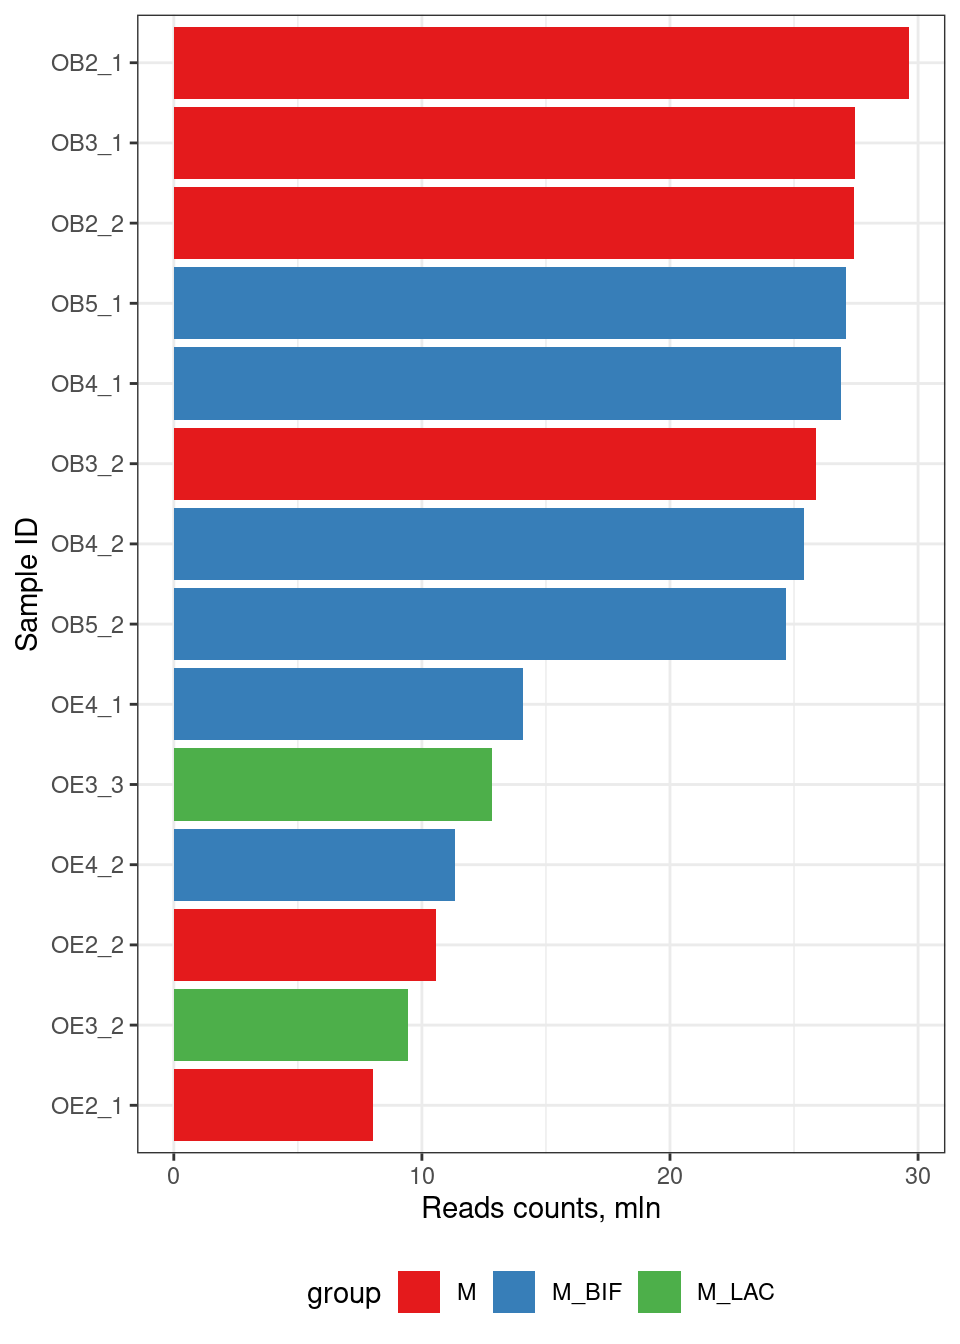 OB2_1
OB3_1
OB2_2
OB5_1
OB4_1
OB3_2
OB4_2
OB5_2
OE4_1
OE3_3
OE4_2
OE2_2
OE3_2
OE2_1
Sample ID
0 10 20 30
Reads counts, mln
group M M_BIF M_LAC